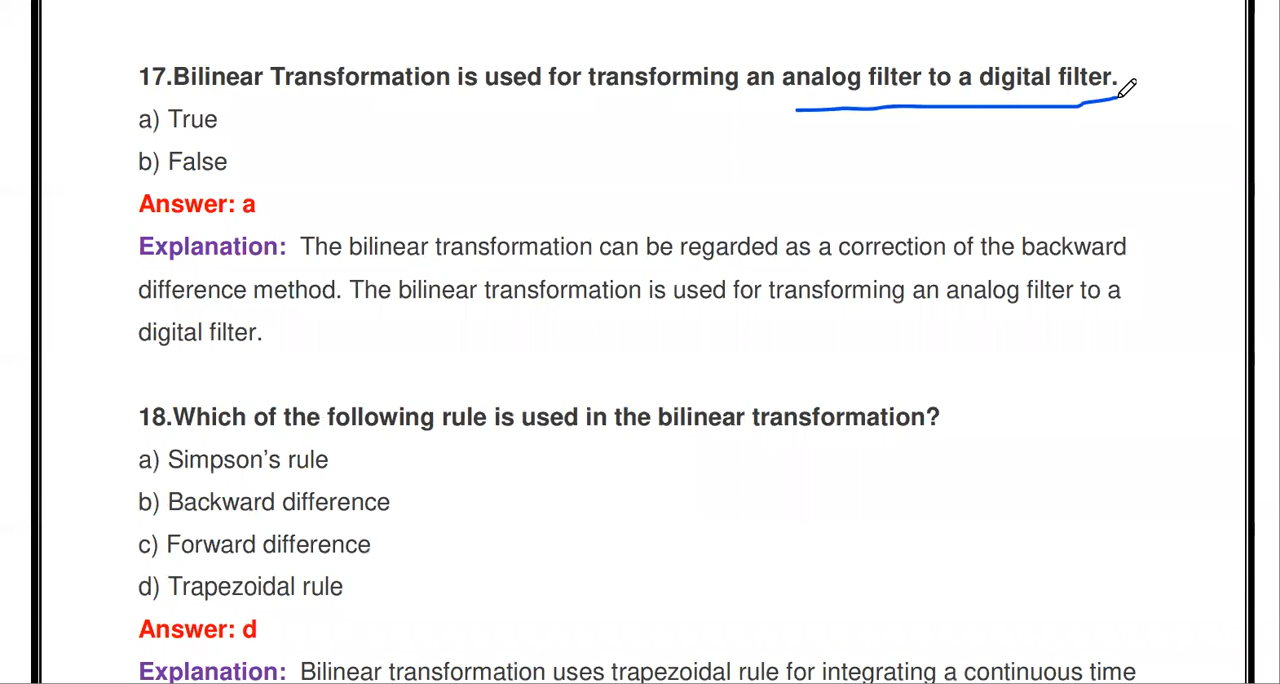 17.Bilinear Transformation is used for transforming an analog filter to a digital filter.
a) True
b) False
Answer: a
Explanation: The bilinear transformation can be regarded as a correction of the backward
difference method. The bilinear transformation is used for transforming an analog filter to a
digital filter.
18.Which of the following rule is used in the bilinear transformation?
a) Simpson’s rule
b) Backward difference
c) Forward difference
d) Trapezoidal rule
Answer: d
Explanation: Bilinear transformation uses trapezoidal rule for integrating a continuous time